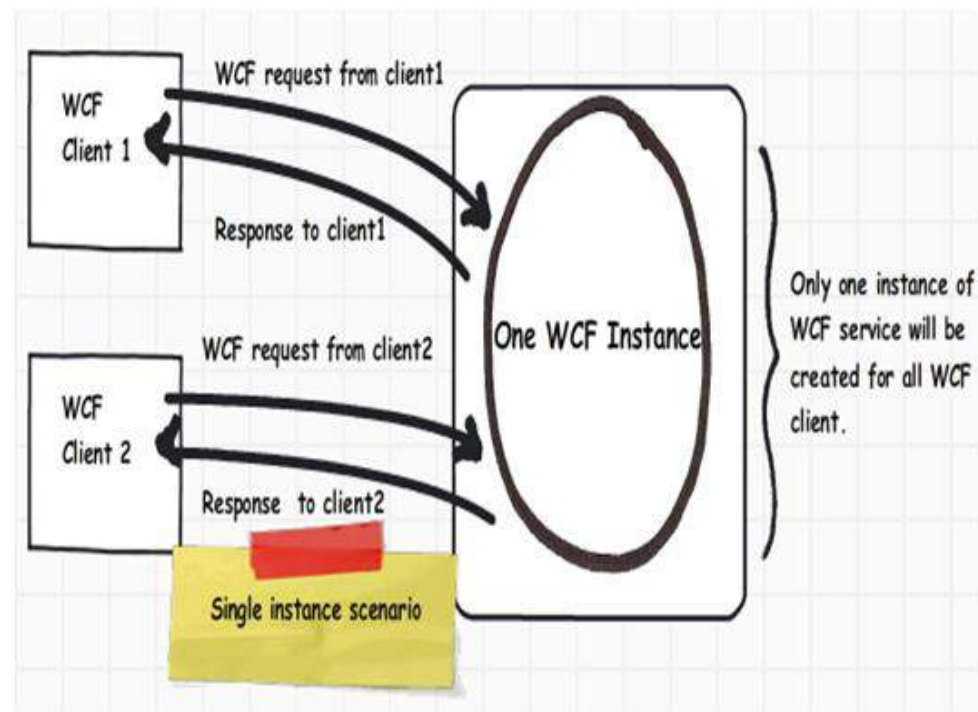 WCF
Client 1
WCF request from client1
Response to client1
One WCF Instance
Only one instance of
WCF service will be
created for all WCF
client.
WCF
Client 2
WCF request from client2
Response to client2
Single instance scenario